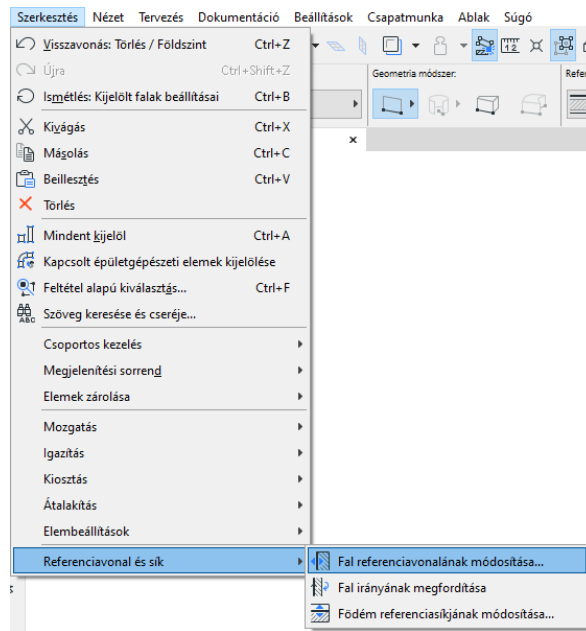 Szerkesztés Nézet Tervezés Dokumentáció Beállítások Csapatmunka Ablak Súgó
Visszavonás: Törlés / Földszint Ctrl+Z
Újra Ctrl+Shift+Z
Geometria módszer:
Ismétlés: Kijelölt falak beállításai Ctrl+B
Kivágás Ctrl+X
Másolás Ctrl+C
Beillesztés Ctrl+V
Törlés
Mindent kijelöl Ctrl+A
Kapcsolt épületgépészeti elemek kijelölése
Feltétel alapú kiválasztás... Ctrl+F
Szöveg keresése és cseréje...
Csoportos kezelés
Megjelenítési sorrend
Elemek zárolása
Mozgatás
Igazítás
Kiosztás
Átalakítás
Elembeállítások
Referenciavonal és sík
Fal referenciavonalának módosítása...
Fal irányának megfordítása
Födém referenciasíkjának módosítása...